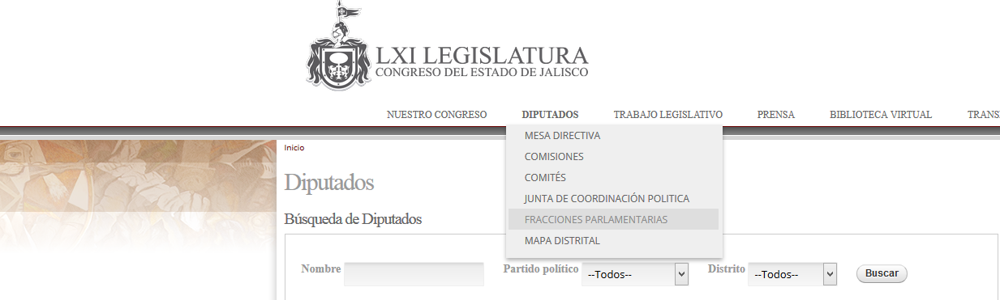 LXI LEGISLATURA
CONGRESO DEL ESTADO DE JALISCO
NUESTRO CONGRESO DIPUTADOS TRABAJO LEGISLATIVO PRENSA BIBLIOTECA VIRTUAL TRANS
MESA DIRECTIVA
COMISIONES
COMITÉS
JUNTA DE COORDINACIÓN POLITICA
FRACCIONES PARLAMENTARIAS
MAPA DISTRITAL
Inicio
Diputados
Búsqueda de Diputados
Nombre Partido político --Todos-- Distrito --Todos-- Buscar